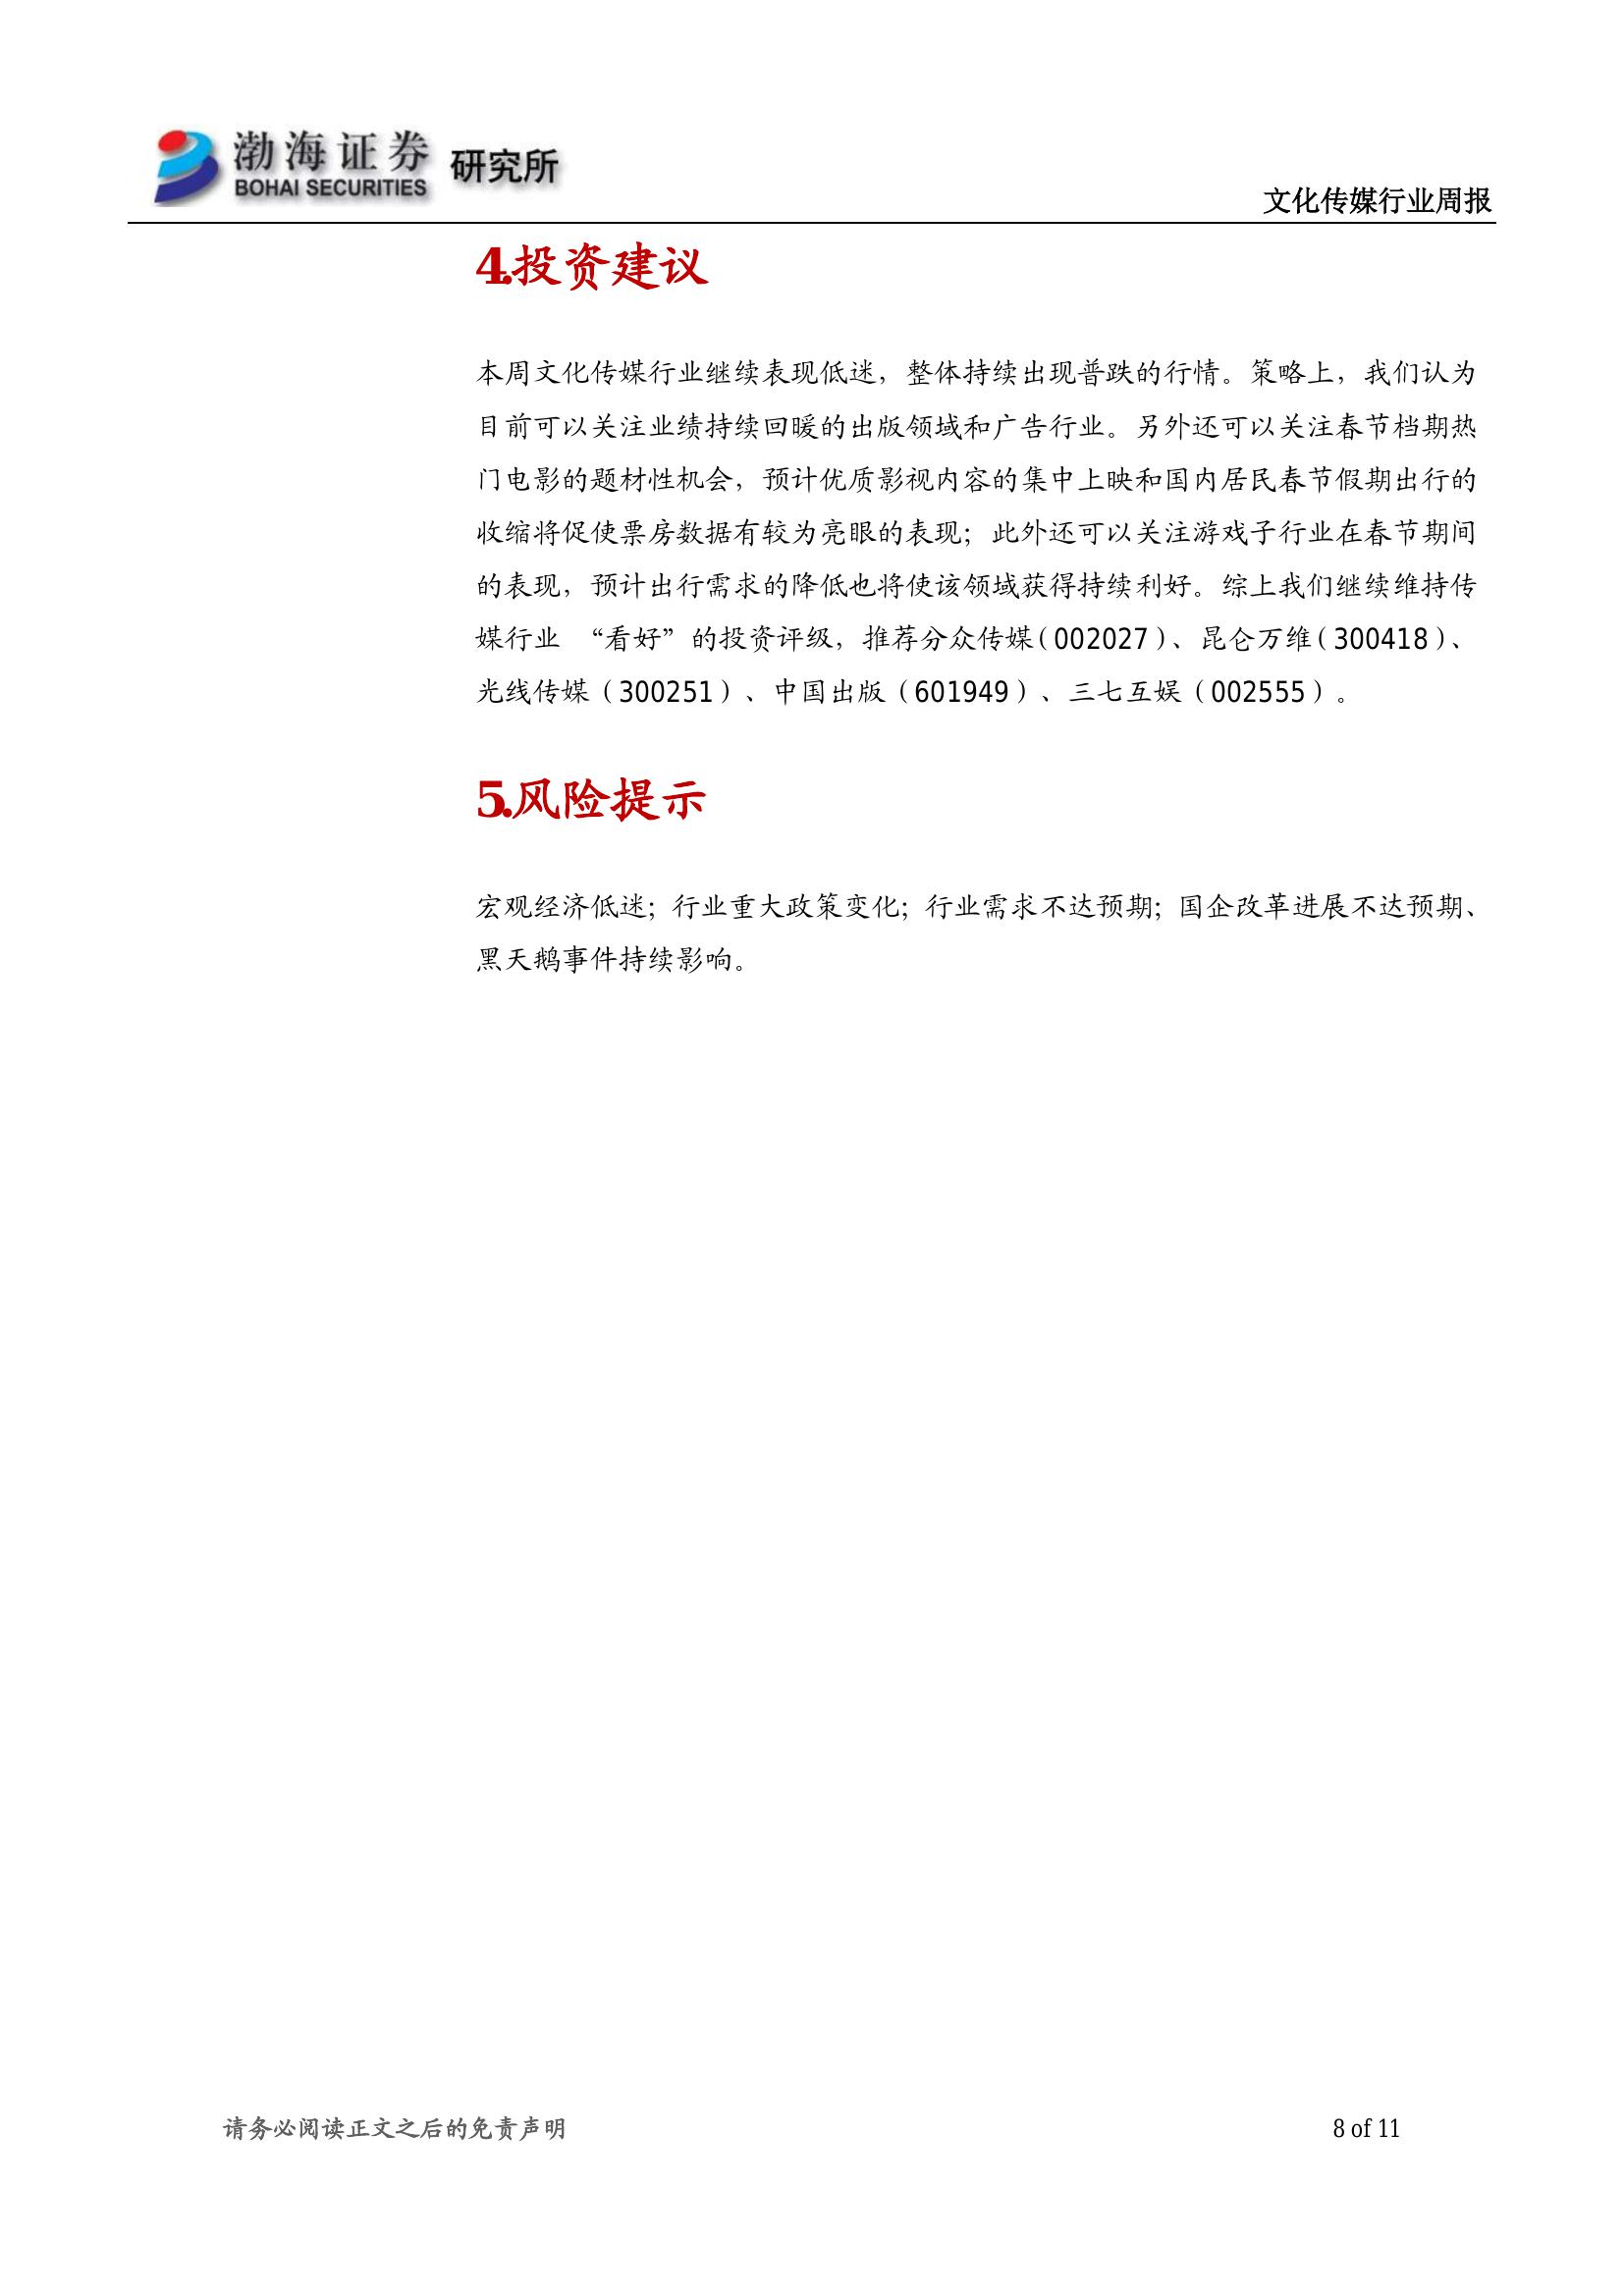 渤海证券 研究所
BOHAI SECURITIES
文化传媒行业周报
4.投资建议
本周文化传媒行业继续表现低迷，整体持续出现普跌的行情。策略上，我们认为
目前可以关注业绩持续回暖的出版领域和广告行业。另外还可以关注春节档期热
门电影的题材性机会，预计优质影视内容的集中上映和国内居民春节假期出行的
收缩将促使票房数据有较为亮眼的表现；此外还可以关注游戏子行业在春节期间
的表现，预计出行需求的降低也将使该领域获得持续利好。综上我们继续维持传
媒行业 “看好”的投资评级，推荐分众传媒（002027）、昆仑万维（300418）、
光线传媒（300251）、中国出版（601949）、三七互娱（002555）。
5.风险提示
宏观经济低迷；行业重大政策变化；行业需求不达预期；国企改革进展不达预期、
黑天鹅事件持续影响。
请务必阅读正文之后的免责声明
8 of 11